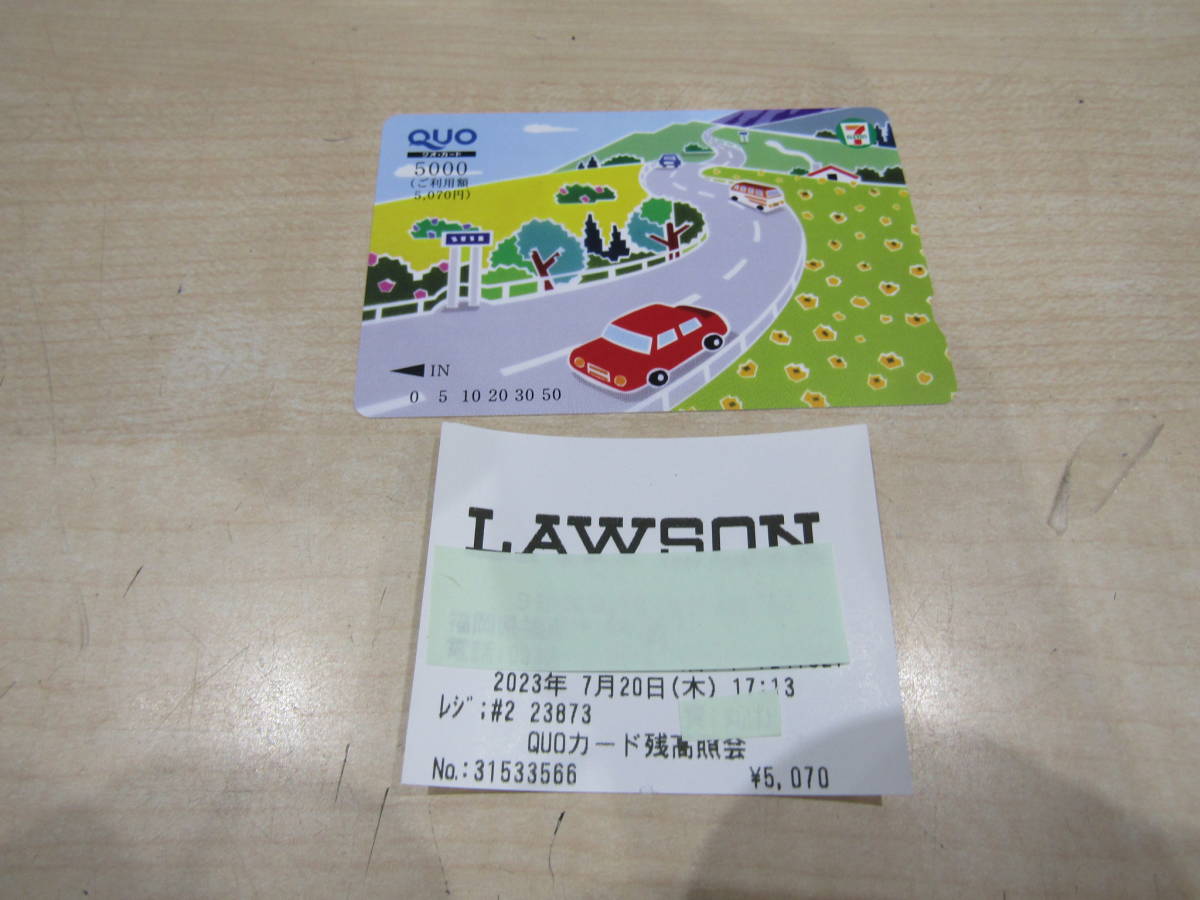 QUO
クオ・カード
5000
(ご利用額
5,070円)
7
ELEVEN
IN
0 5 10 20 30 50
LAWSON
2023年 7月20日(木) 17:13
レジ:#2 23873
QUOカード残高照会
No.:31533566 ¥5,070